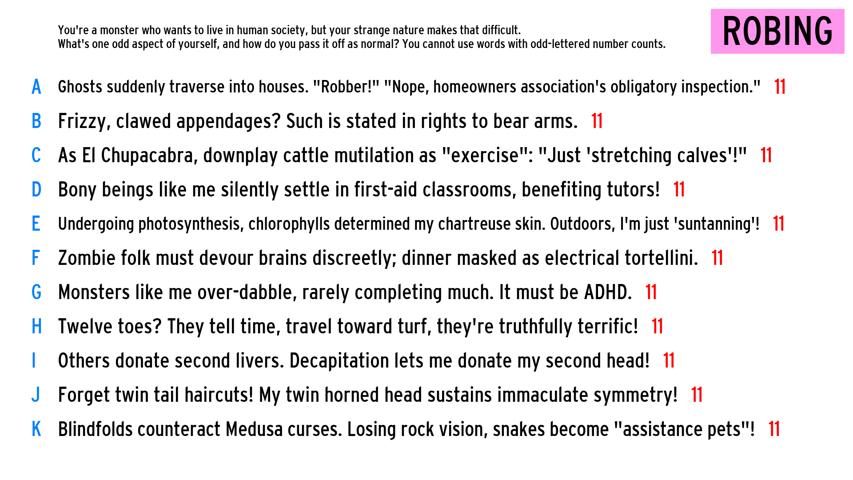 You're a monster who wants to live in human society, but your strange nature makes that difficult.
What's one odd aspect of yourself, and how do you pass it off as normal? You cannot use words with odd-lettered number counts.
ROBING
A Ghosts suddenly traverse into houses. "Robber!" "Nope, homeowners association's obligatory inspection." 11
B Frizzy, clawed appendages? Such is stated in rights to bear arms. 11
C As El Chupacabra, downplay cattle mutilation as "exercise": "Just 'stretching calves'!" 11
D Bony beings like me silently settle in first-aid classrooms, benefiting tutors! 11
E Undergoing photosynthesis, chlorophylls determined my chartreuse skin. Outdoors, I'm just 'suntanning'! 11
F Zombie folk must devour brains discreetly; dinner masked as electrical tortellini. 11
G Monsters like me over-dabble, rarely completing much. It must be ADHD. 11
H Twelve toes? They tell time, travel toward turf, they're truthfully terrific! 11
I Others donate second livers. Decapitation lets me donate my second head! 11
J Forget twin tail haircuts! My twin horned head sustains immaculate symmetry! 11
K Blindfolds counteract Medusa curses. Losing rock vision, snakes become "assistance pets"! 11